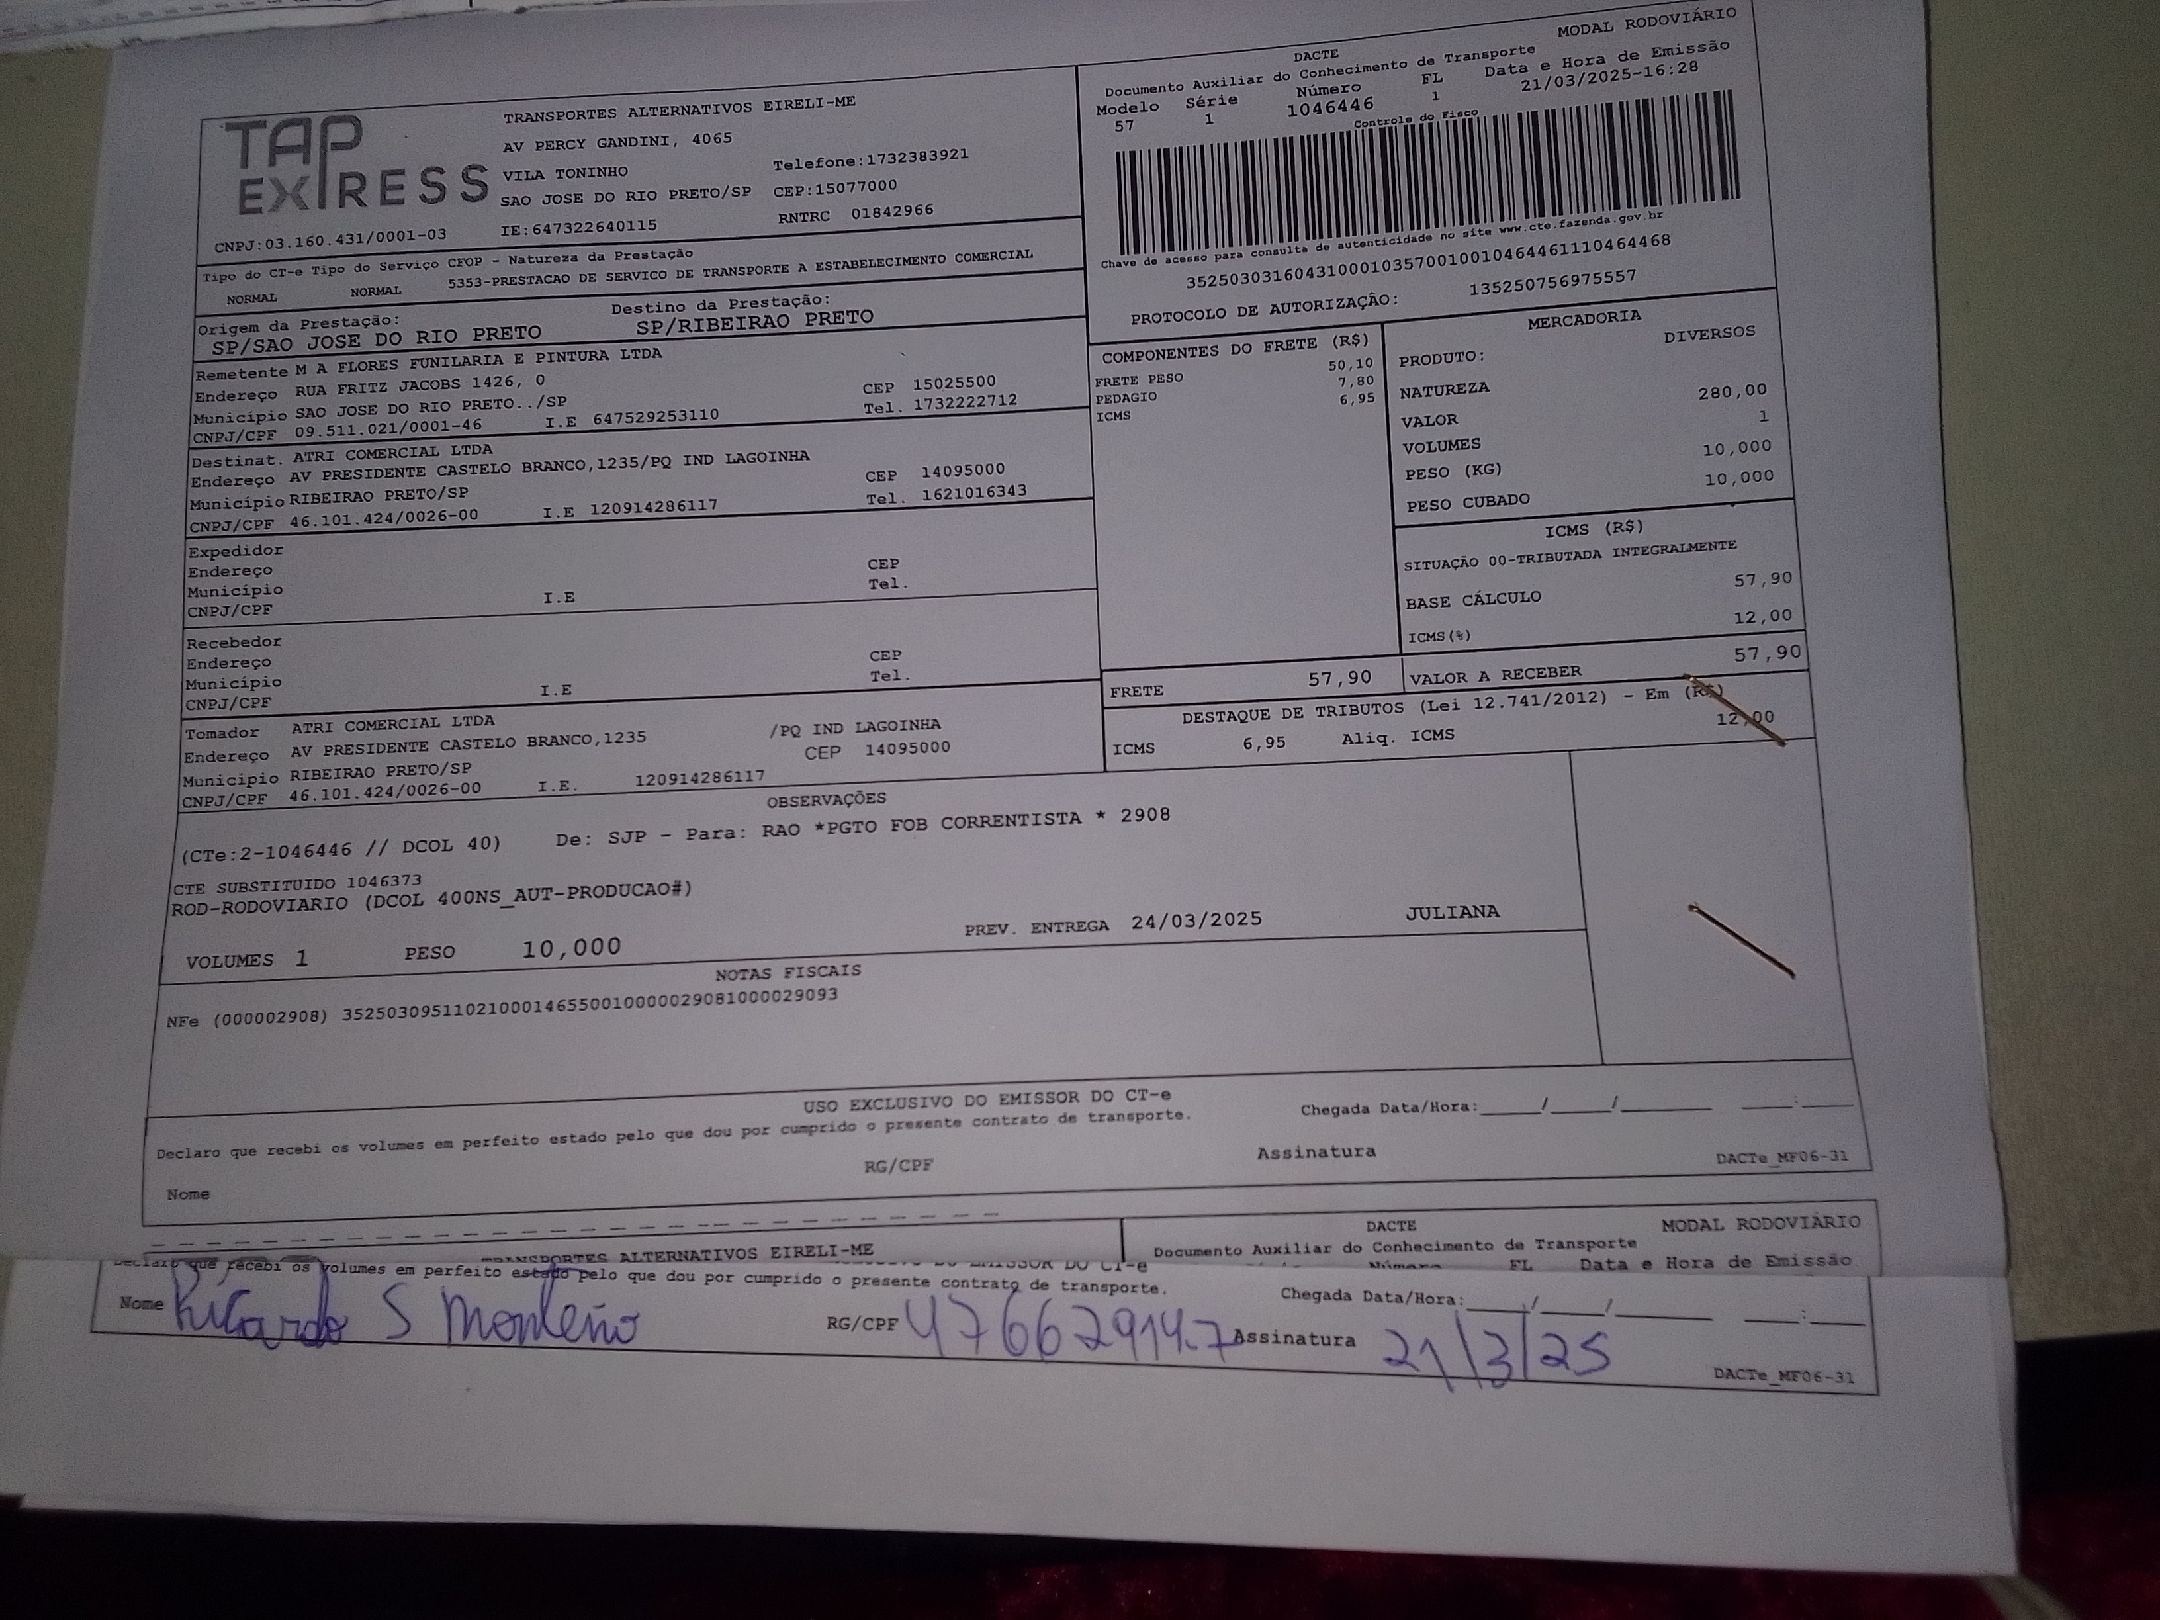 TAP EXPRESS
TRANSPORTES ALTERNATIVOS EIRELI-ME
AV PERCY GANDINI, 4065
VILA TONINHO Telefone:1732383921
SAO JOSE DO RIO PRETO/SP CEP:15077000
CNPJ:03.160.431/0001-03 IE:647322640115 RNTRC 01842966
DACTE MODAL RODOVIÁRIO
Documento Auxiliar do Conhecimento de Transporte
Modelo Série Número FL Data e Hora de Emissão
57 1 1046446 1 21/03/2025-16:28
Controle do Fisco
Chave de acesso para consulta de autenticidade no site www.cte.fazenda.gov.br
35250303160431000103570010010464461110464468
PROTOCOLO DE AUTORIZAÇÃO: 135250756975557
Tipo do CT-e Tipo do Serviço CFOP - Natureza da Prestação
NORMAL NORMAL 5353-PRESTACAO DE SERVICO DE TRANSPORTE A ESTABELECIMENTO COMERCIAL
Origem da Prestação: Destino da Prestação:
SP/SAO JOSE DO RIO PRETO SP/RIBEIRAO PRETO
Remetente M A FLORES FUNILARIA E PINTURA LTDA
Endereço RUA FRITZ JACOBS 1426, 0 CEP 15025500
Município SAO JOSE DO RIO PRETO../SP Tel. 1732222712
CNPJ/CPF 09.511.021/0001-46 I.E 647529253110
Destinat. ATRI COMERCIAL LTDA
Endereço AV PRESIDENTE CASTELO BRANCO,1235/PQ IND LAGOINHA CEP 14095000
Município RIBEIRAO PRETO/SP Tel. 1621016343
CNPJ/CPF 46.101.424/0026-00 I.E 120914286117
Expedidor
Endereço CEP
Município Tel.
CNPJ/CPF I.E
Recebedor
Endereço CEP
Município Tel.
CNPJ/CPF I.E
Tomador ATRI COMERCIAL LTDA
Endereço AV PRESIDENTE CASTELO BRANCO,1235 /PQ IND LAGOINHA
Municipio RIBEIRAO PRETO/SP CEP 14095000
CNPJ/CPF 46.101.424/0026-00 I.E. 120914286117
COMPONENTES DO FRETE (R$)
FRETE PESO 50,10
PEDAGIO 7,80
ICMS 6,95
MERCADORIA
PRODUTO: DIVERSOS
NATUREZA
VALOR 280,00
VOLUMES 1
PESO (KG) 10,000
PESO CUBADO 10,000
ICMS (R$)
SITUAÇÃO 00-TRIBUTADA INTEGRALMENTE
BASE CÁLCULO 57,90
ICMS(%) 12,00
FRETE 57,90 VALOR A RECEBER 57,90
DESTAQUE DE TRIBUTOS (Lei 12.741/2012) - Em (R$)
ICMS 6,95 Aliq. ICMS 12,00
OBSERVAÇÕES
(CTe:2-1046446 // DCOL 40) De: SJP - Para: RAO *PGTO FOB CORRENTISTA * 2908
CTE SUBSTITUIDO 1046373
ROD-RODOVIARIO (DCOL 400NS_AUT-PRODUCAO#)
VOLUMES 1 PESO 10,000 PREV. ENTREGA 24/03/2025 JULIANA
NOTAS FISCAIS
NFe (000002908) 35250309511021000146550010000029081000029093
USO EXCLUSIVO DO EMISSOR DO CT-e
Declaro que recebi os volumes em perfeito estado pelo que dou por cumprido o presente contrato de transporte. Chegada Data/Hora:____/____/______ ____:____
Nome RG/CPF Assinatura DACTe_MF06-31
DACTE MODAL RODOVIÁRIO
TRANSPORTES ALTERNATIVOS EIRELI-ME Documento Auxiliar do Conhecimento de Transporte
Número FL Data e Hora de Emissão
Declaro que recebi os volumes em perfeito estado pelo que dou por cumprido o presente contrato de transporte. Chegada Data/Hora:____/____/______ ____:____
Nome Ricardo S RG/CPF 47662914-7 Assinatura 21/3/25
DACTe_MF06-31